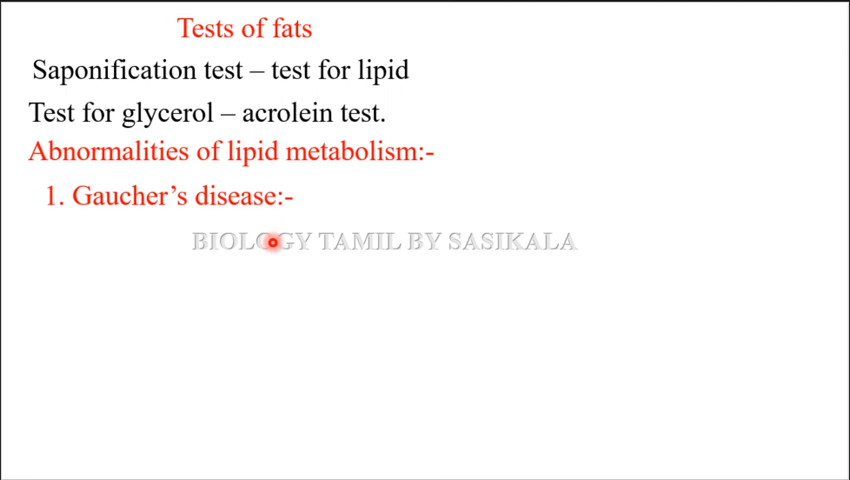 Tests of fats
Saponification test – test for lipid
Test for glycerol – acrolein test.
Abnormalities of lipid metabolism:-
1. Gaucher’s disease:-
BIOLOGY TAMIL BY SASIKALA